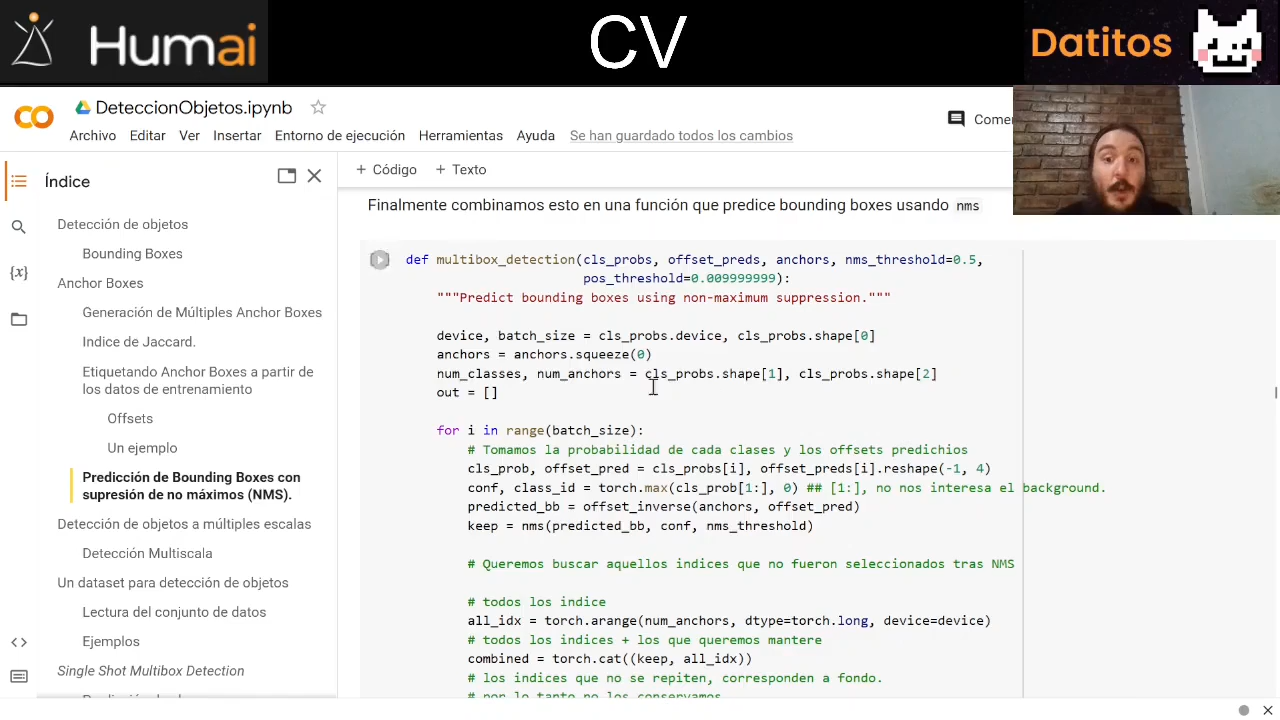 Humai
CV
Datitos
DeteccionObjetos.ipynb
Archivo Editar Ver Insertar Entorno de ejecución Herramientas Ayuda Se han guardado todos los cambios
Comen
+ Código + Texto
Índice
Detección de objetos
Bounding Boxes
Anchor Boxes
Generación de Múltiples Anchor Boxes
Indice de Jaccard.
Etiquetando Anchor Boxes a partir de
los datos de entrenamiento
Offsets
Un ejemplo
Predicción de Bounding Boxes con
supresión de no máximos (NMS).
Detección de objetos a múltiples escalas
Detección Multiscala
Un dataset para detección de objetos
Lectura del conjunto de datos
Ejemplos
Single Shot Multibox Detection
Finalmente combinamos esto en una función que predice bounding boxes usando nms
def multibox_detection(cls_probs, offset_preds, anchors, nms_threshold=0.5,
pos_threshold=0.009999999):
"""Predict bounding boxes using non-maximum suppression."""
device, batch_size = cls_probs.device, cls_probs.shape[0]
anchors = anchors.squeeze(0)
num_classes, num_anchors = cls_probs.shape[1], cls_probs.shape[2]
out = []
for i in range(batch_size):
# Tomamos la probabilidad de cada clases y los offsets predichios
cls_prob, offset_pred = cls_probs[i], offset_preds[i].reshape(-1, 4)
conf, class_id = torch.max(cls_prob[1:], 0) ## [1:], no nos interesa el background.
predicted_bb = offset_inverse(anchors, offset_pred)
keep = nms(predicted_bb, conf, nms_threshold)
# Queremos buscar aquellos indices que no fueron seleccionados tras NMS
# todos los indice
all_idx = torch.arange(num_anchors, dtype=torch.long, device=device)
# todos los indices + los que queremos mantere
combined = torch.cat((keep, all_idx))
# los indices que no se repiten, corresponden a fondo.
# por lo tanto no los conservamos